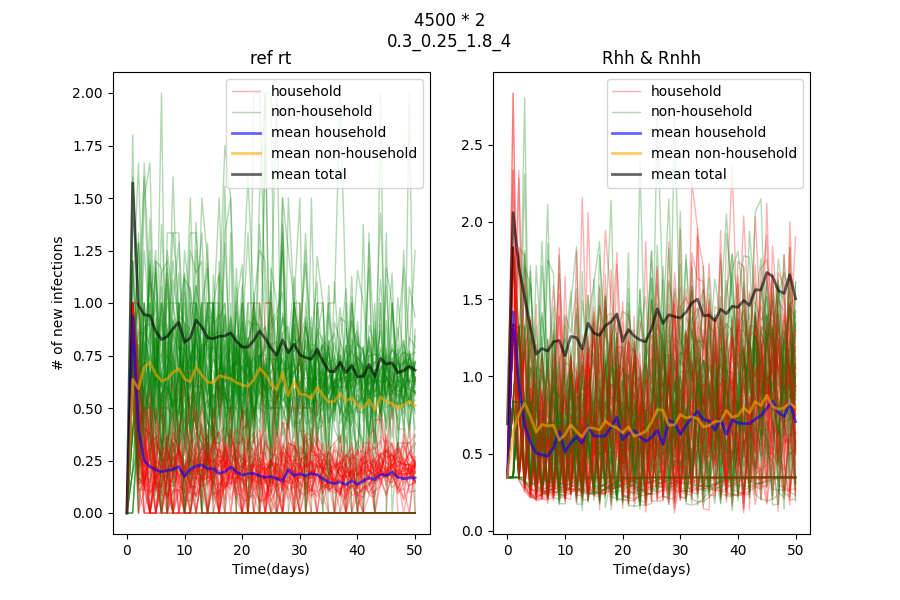 4500 * 2
0.3_0.25_1.8_4
ref rt
# of new infections
2.00
1.75
1.50
1.25
1.00
0.75
0.50
0.25
0.00
household
non-household
mean household
mean non-household
mean total
0
10
20
30
40
50
Time(days)
Rhh & Rnhh
2.5
2.0
1.5
1.0
0.5
0.0
household
non-household
mean household
mean non-household
mean total
0
10
20
30
40
50
Time(days)